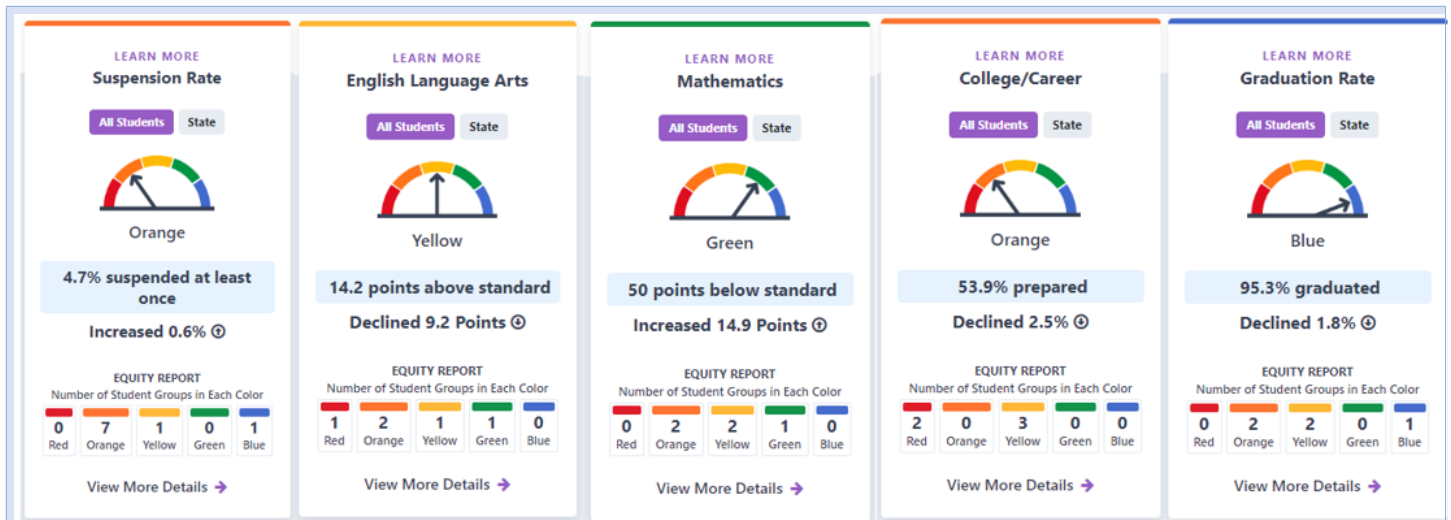 LEARN MORE
Suspension Rate
All Students State
Orange
4.7% suspended at least
once
Increased 0.6%
EQUITY REPORT
Number of Student Groups in Each Color
0 7 1 0 1
Red Orange Yellow Green Blue
View More Details
LEARN MORE
English Language Arts
All Students State
Yellow
14.2 points above standard
Declined 9.2 Points
EQUITY REPORT
Number of Student Groups in Each Color
1 2 1 1 0
Red Orange Yellow Green Blue
View More Details
LEARN MORE
Mathematics
All Students State
Green
50 points below standard
Increased 14.9 Points
EQUITY REPORT
Number of Student Groups in Each Color
0 2 2 1 0
Red Orange Yellow Green Blue
View More Details
LEARN MORE
College/Career
All Students State
Orange
53.9% prepared
Declined 2.5%
EQUITY REPORT
Number of Student Groups in Each Color
2 0 3 0 0
Red Orange Yellow Green Blue
View More Details
LEARN MORE
Graduation Rate
All Students State
Blue
95.3% graduated
Declined 1.8%
EQUITY REPORT
Number of Student Groups in Each Color
0 2 2 0 1
Red Orange Yellow Green Blue
View More Details